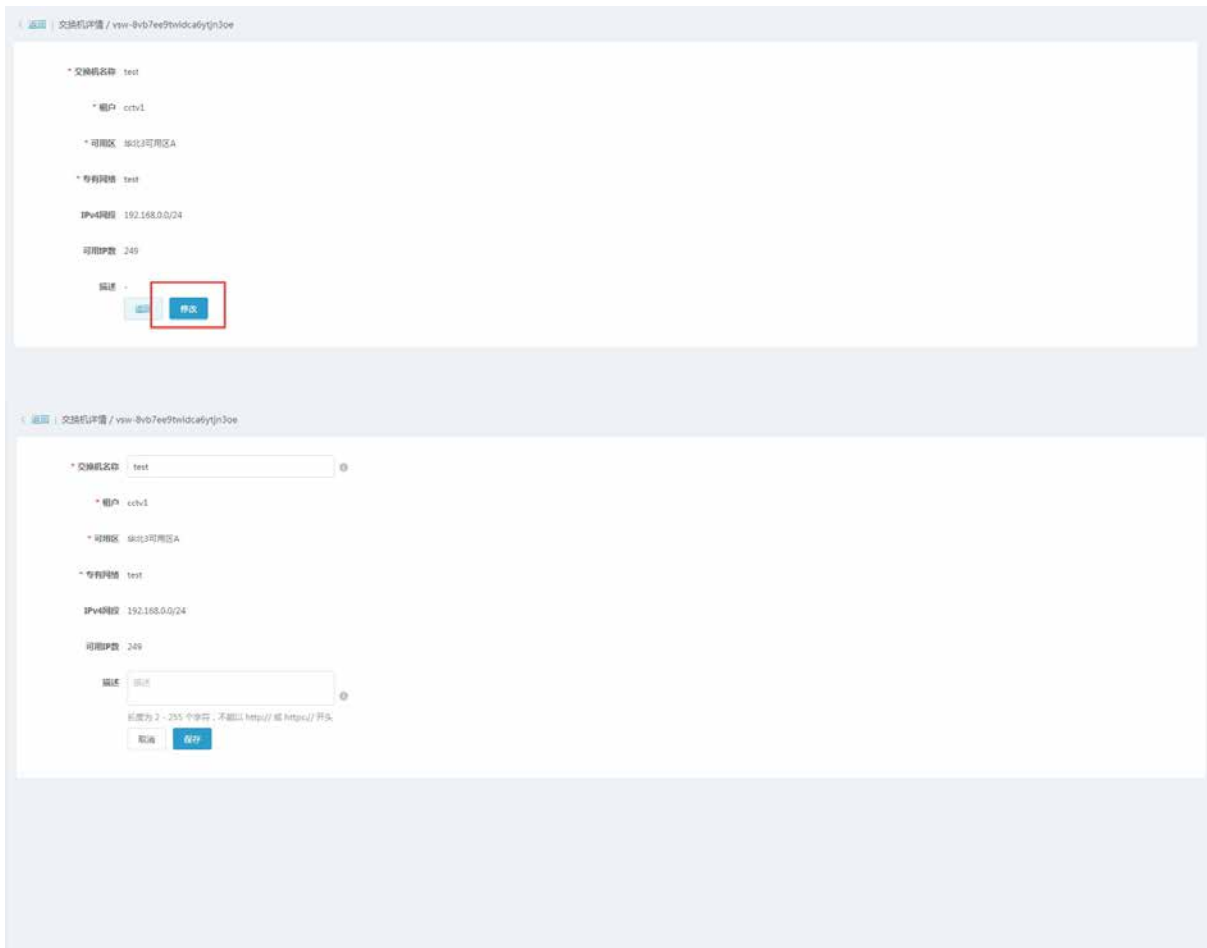 返回 | 交换机详情 / vsw-8vb7ee9twldca6ytjn3oe
* 交换机名称 test
* 租户 cctv1
* 可用区 华北3可用区A
* 专有网络 test
IPv4网段 192.168.0.0/24
可用IP数 249
描述 -
返回 修改
返回 | 交换机详情 / vsw-8vb7ee9twldca6ytjn3oe
* 交换机名称 test
* 租户 cctv1
* 可用区 华北3可用区A
* 专有网络 test
IPv4网段 192.168.0.0/24
可用IP数 249
描述 描述
长度为 2 - 255 个字符，不能以 http:// 或 https:// 开头
取消 保存